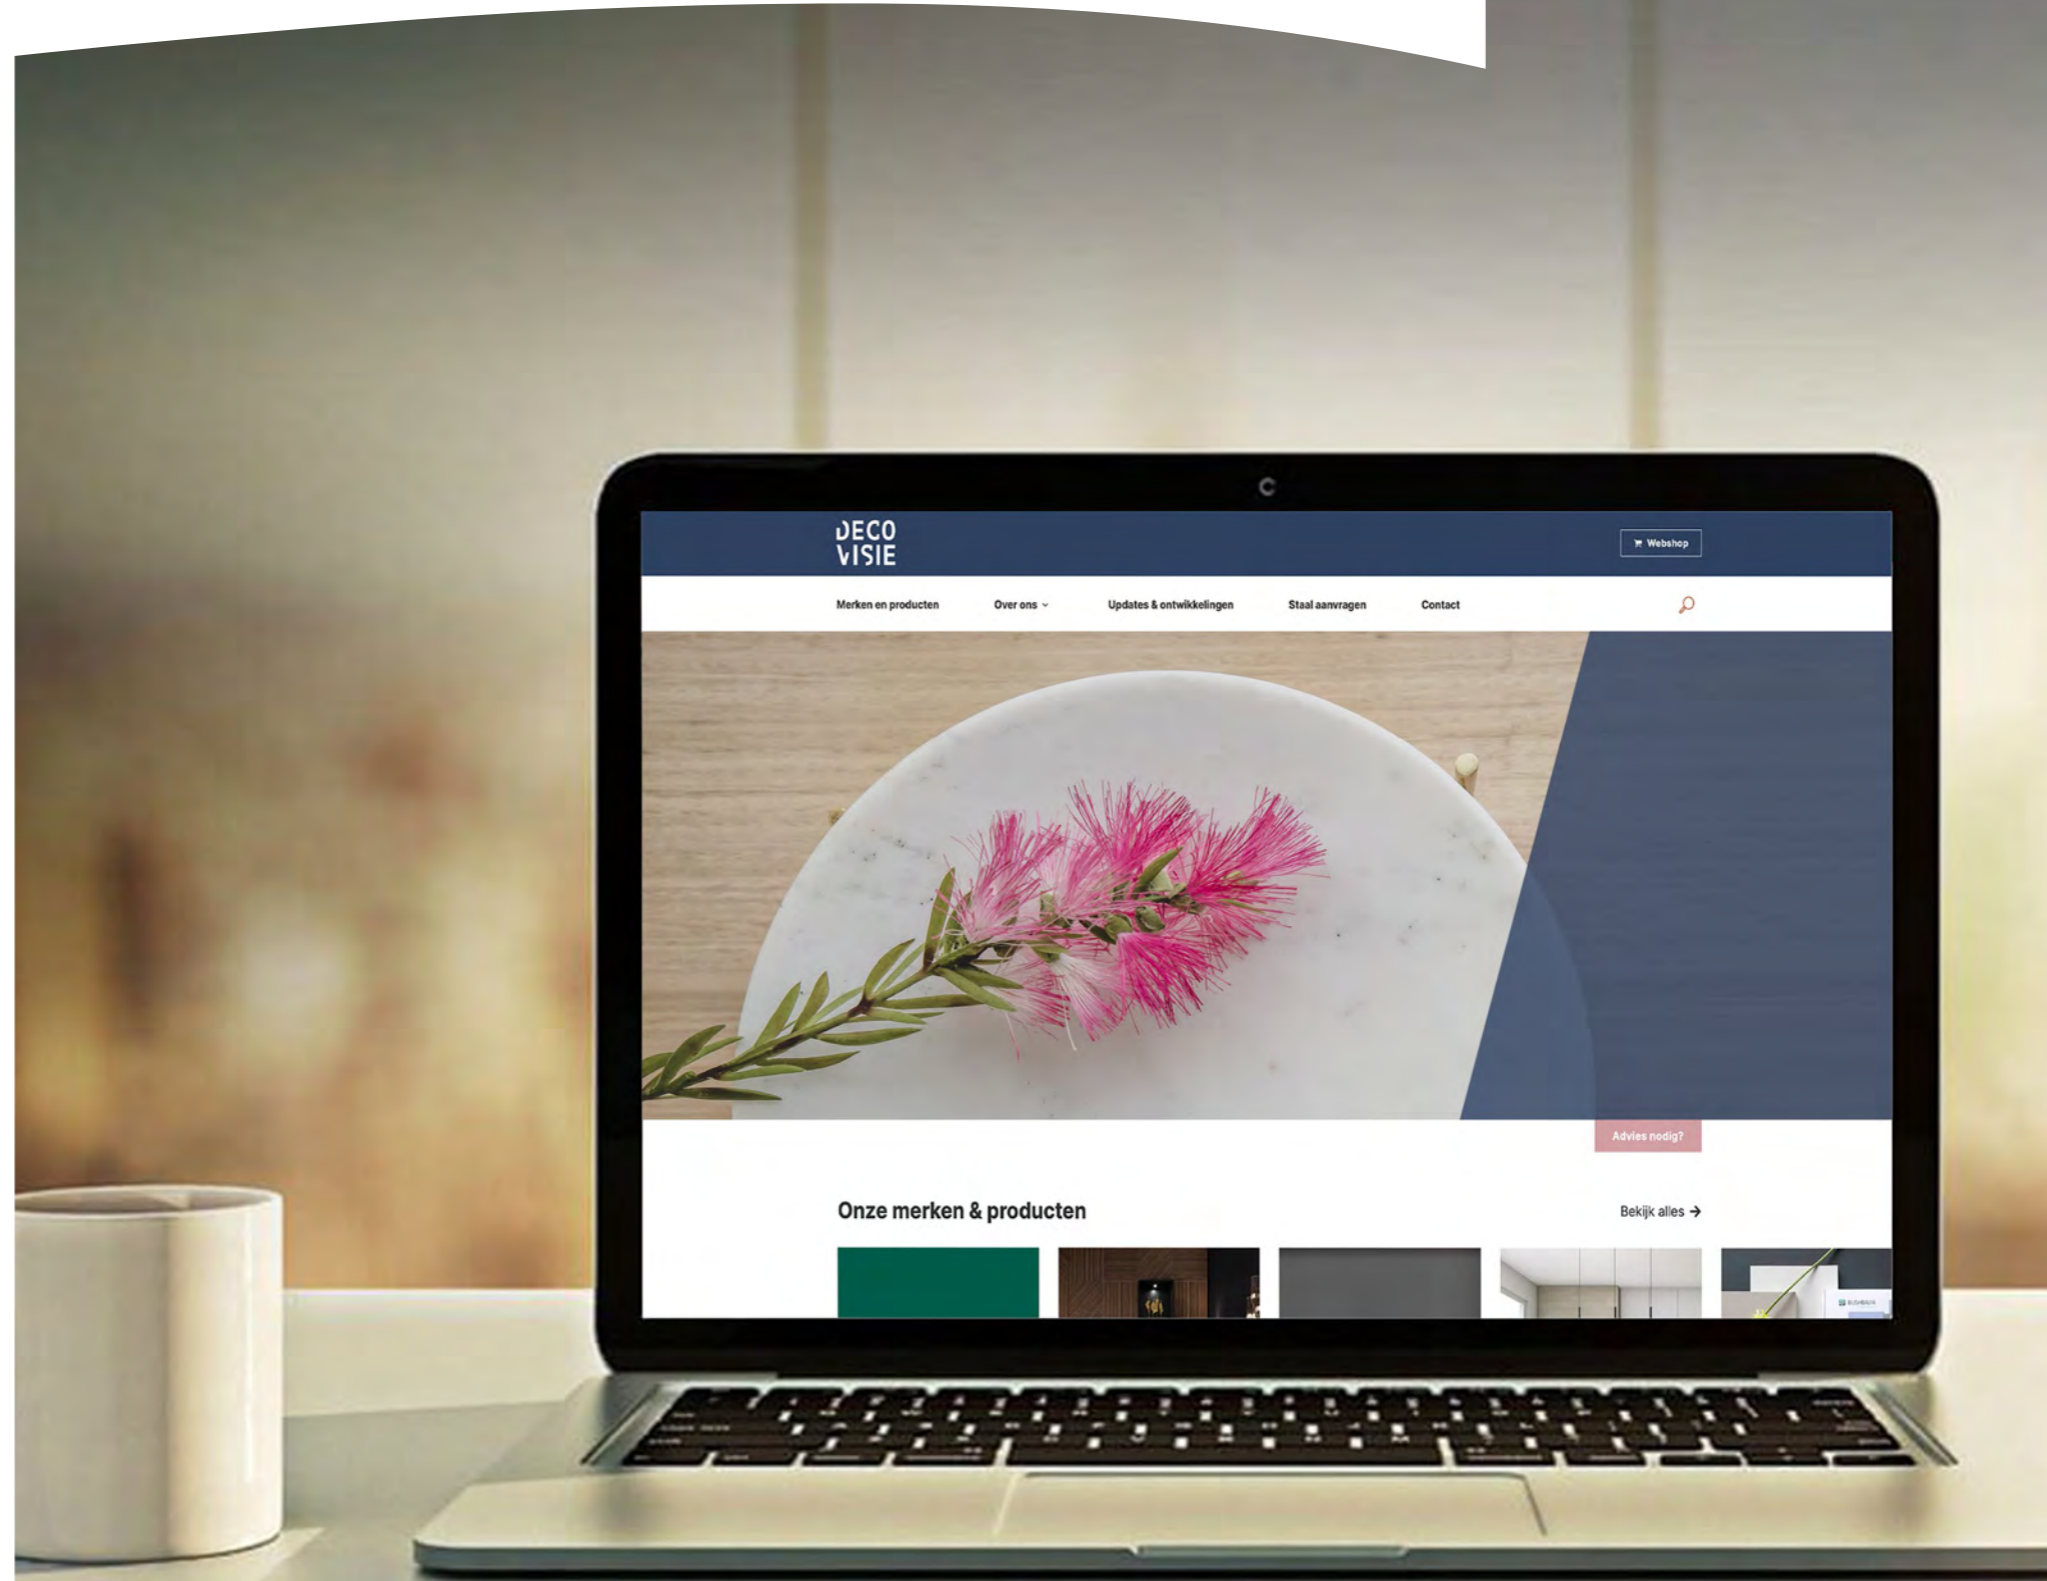 DECO
VISIE
Webshop
Merken en producten
Over ons
Updates & ontwikkelingen
Staal aanvragen
Contact
Advies nodig?
Onze merken & producten
Bekijk alles →